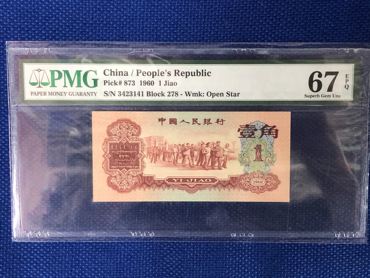 PMG
PAPER MONEY GUARANTY
China / People's Republic
Pick# 873 1960 1 Jiao
S/N 3423141 Block 278 - Wmk: Open Star
67 EPQ
Superb Gem Unc
中國人民銀行
壹角
YI JIAO